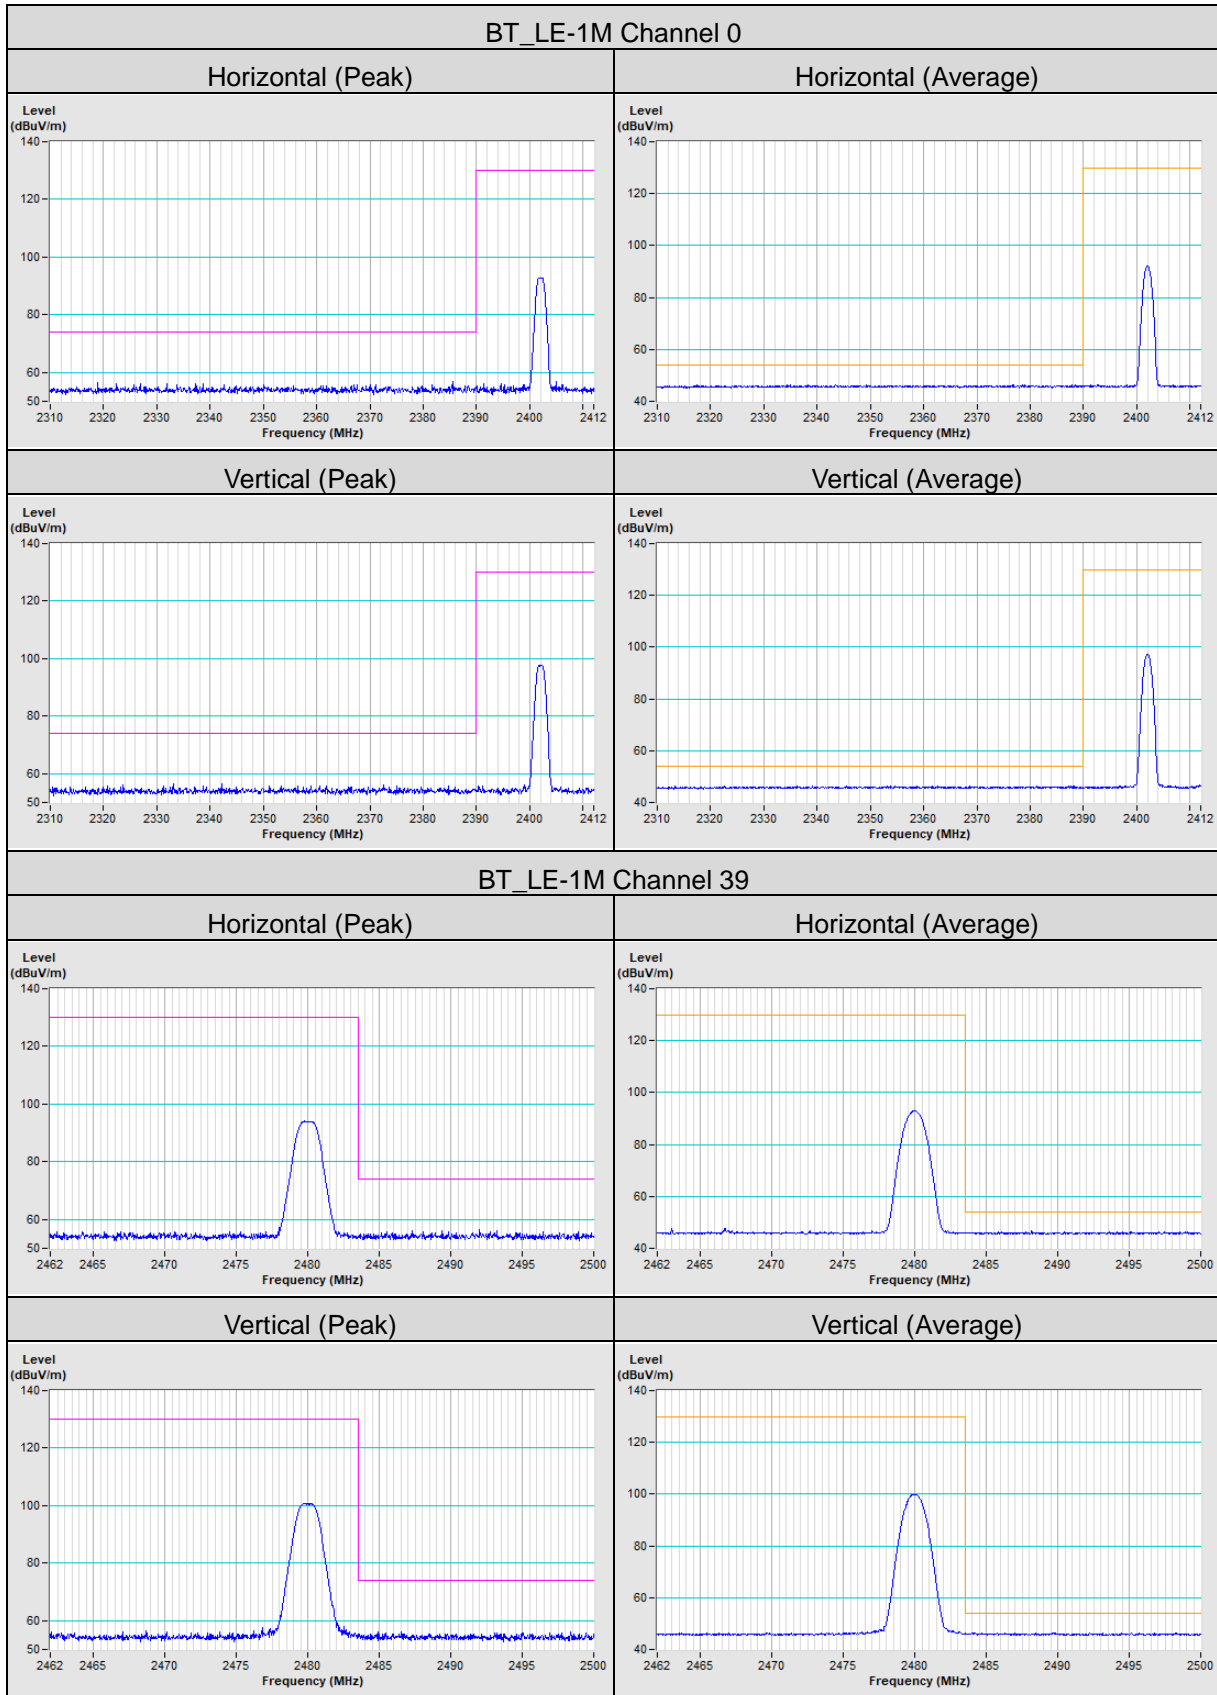 BT_LE-1M Channel 0
Horizontal (Peak)
Horizontal (Average)
Level
(dBuV/m)
140
120
100
80
60
50
2310 2320 2330 2340 2350 2360 2370 2380 2390 2400 2412
Frequency (MHz)
Level
(dBuV/m)
140
120
100
80
60
40
2310 2320 2330 2340 2350 2360 2370 2380 2390 2400 2412
Frequency (MHz)
Vertical (Peak)
Vertical (Average)
Level
(dBuV/m)
140
120
100
80
60
50
2310 2320 2330 2340 2350 2360 2370 2380 2390 2400 2412
Frequency (MHz)
Level
(dBuV/m)
140
120
100
80
60
40
2310 2320 2330 2340 2350 2360 2370 2380 2390 2400 2412
Frequency (MHz)
BT_LE-1M Channel 39
Horizontal (Peak)
Horizontal (Average)
Level
(dBuV/m)
140
120
100
80
60
50
2462 2465 2470 2475 2480 2485 2490 2495 2500
Frequency (MHz)
Level
(dBuV/m)
140
120
100
80
60
40
2462 2465 2470 2475 2480 2485 2490 2495 2500
Frequency (MHz)
Vertical (Peak)
Vertical (Average)
Level
(dBuV/m)
140
120
100
80
60
50
2462 2465 2470 2475 2480 2485 2490 2495 2500
Frequency (MHz)
Level
(dBuV/m)
140
120
100
80
60
40
2462 2465 2470 2475 2480 2485 2490 2495 2500
Frequency (MHz)